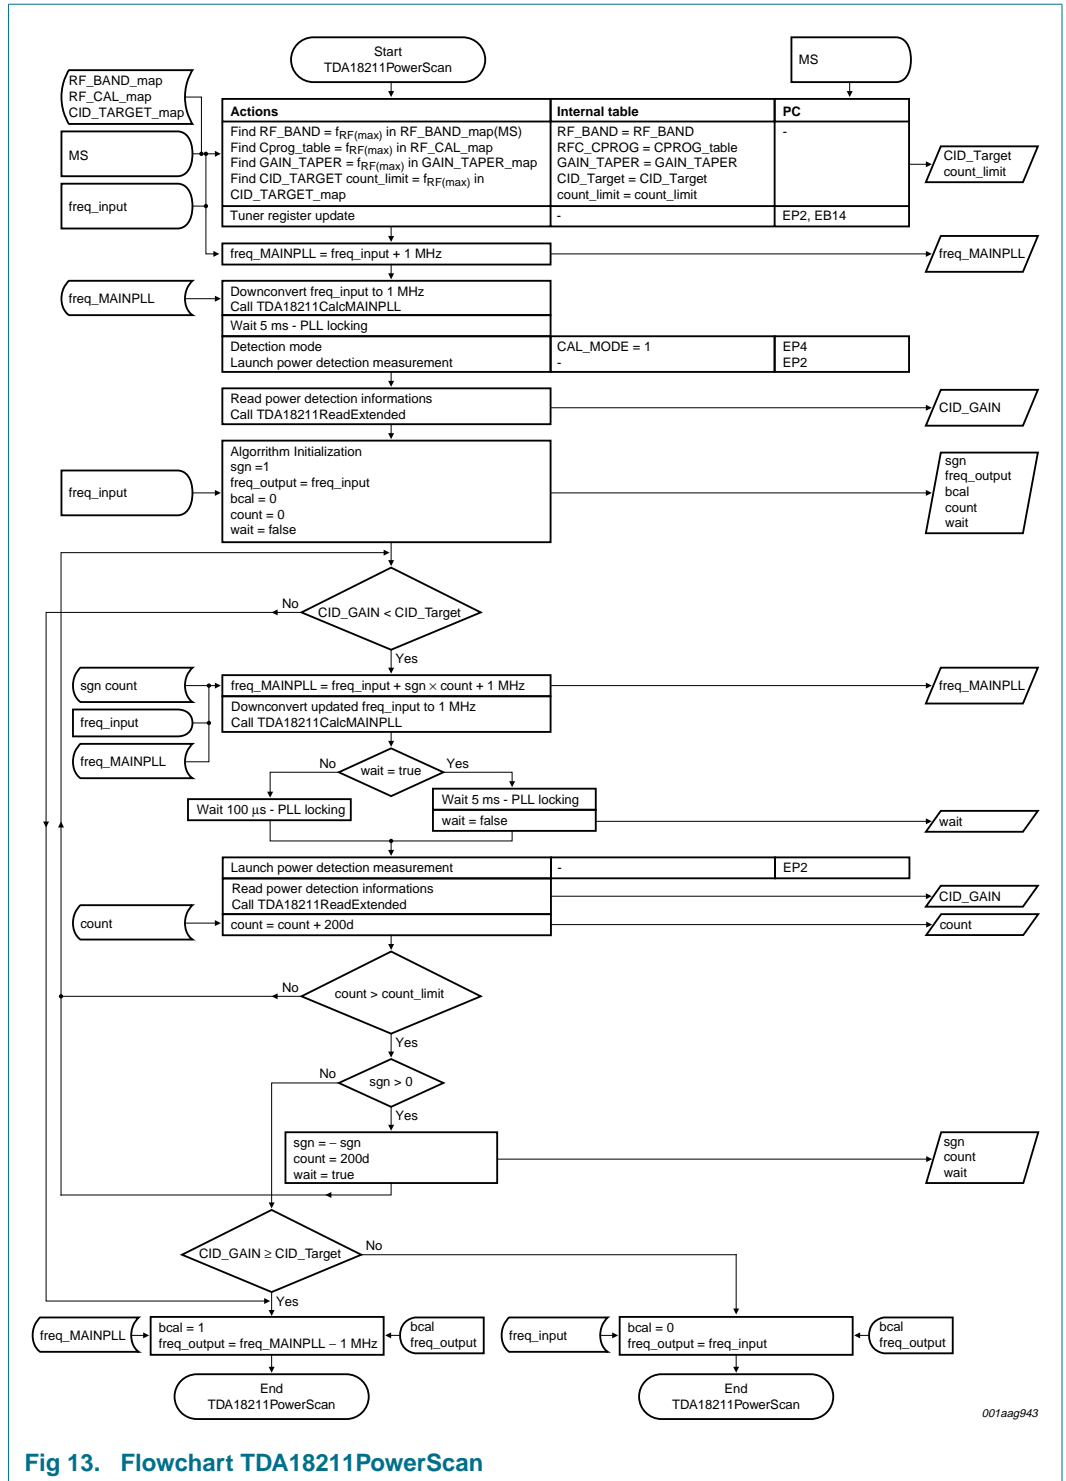 Start
TDA18211PowerScan
MS
RF_BAND_map
RF_CAL_map
CID_TARGET_map
MS
freq_input
Actions
Internal table
PC
Find RF_BAND = fRF(max) in RF_BAND_map(MS)
RF_BAND = RF_BAND
-
Find Cprog_table = fRF(max) in RF_CAL_map
RFC_CPROG = CPROG_table
Find GAIN_TAPER = fRF(max) in GAIN_TAPER_map
GAIN_TAPER = GAIN_TAPER
Find CID_TARGET count_limit = fRF(max) in
CID_Target = CID_Target
CID_TARGET_map
count_limit = count_limit
CID_Target
count_limit
Tuner register update
-
EP2, EB14
freq_MAINPLL = freq_input + 1 MHz
freq_MAINPLL
freq_MAINPLL
Downconvert freq_input to 1 MHz
Call TDA18211CalcMAINPLL
Wait 5 ms - PLL locking
Detection mode
CAL_MODE = 1
EP4
Launch power detection measurement
-
EP2
Read power detection informations
Call TDA18211ReadExtended
CID_GAIN
freq_input
Algorrithm Initialization
sgn =1
freq_output = freq_input
bcal = 0
count = 0
wait = false
sgn
freq_output
bcal
count
wait
No
CID_GAIN < CID_Target
Yes
sgn count
freq_input
freq_MAINPLL
freq_MAINPLL = freq_input + sgn × count + 1 MHz
freq_MAINPLL
Downconvert updated freq_input to 1 MHz
Call TDA18211CalcMAINPLL
No
wait = true
Yes
Wait 100 μs - PLL locking
Wait 5 ms - PLL locking
wait = false
wait
Launch power detection measurement
-
EP2
Read power detection informations
Call TDA18211ReadExtended
CID_GAIN
count
count = count + 200d
count
No
count > count_limit
Yes
No
sgn > 0
Yes
sgn = – sgn
count = 200d
wait = true
sgn
count
wait
CID_GAIN ≥ CID_Target
No
Yes
freq_MAINPLL
bcal = 1
freq_output = freq_MAINPLL – 1 MHz
bcal
freq_output
freq_input
bcal = 0
freq_output = freq_input
bcal
freq_output
End
TDA18211PowerScan
End
TDA18211PowerScan
001aag943
Fig 13. Flowchart TDA18211PowerScan